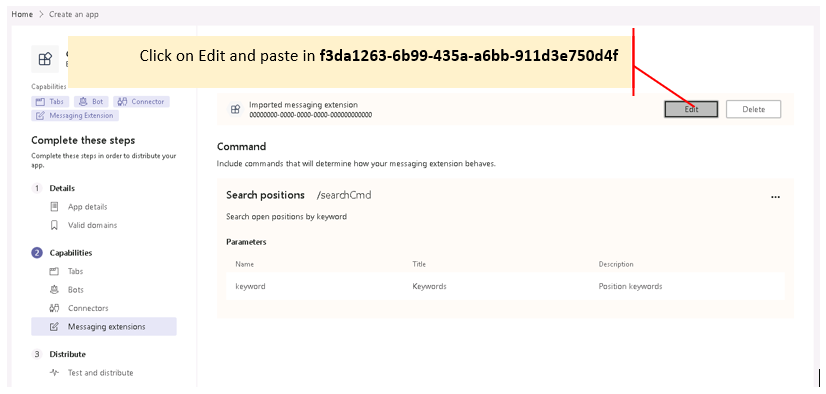 Home > Create an app
Click on Edit and paste in f3da1263-6b99-435a-a6bb-911d3e750d4f
Capabilities
Tabs Bot Connector
Messaging Extension
Complete these steps
Complete these steps in order to distribute your
app.
1 Details
App details
Valid domains
2 Capabilities
Tabs
Bots
Connectors
Messaging extensions
3 Distribute
Test and distribute
Imported messaging extension
00000000-0000-0000-0000-000000000000
Edit
Delete
Command
Include commands that will determine how your messaging extension behaves.
Search positions /searchCmd
...
Search open positions by keyword
Parameters
Name Title Description
keyword Keywords Position keywords